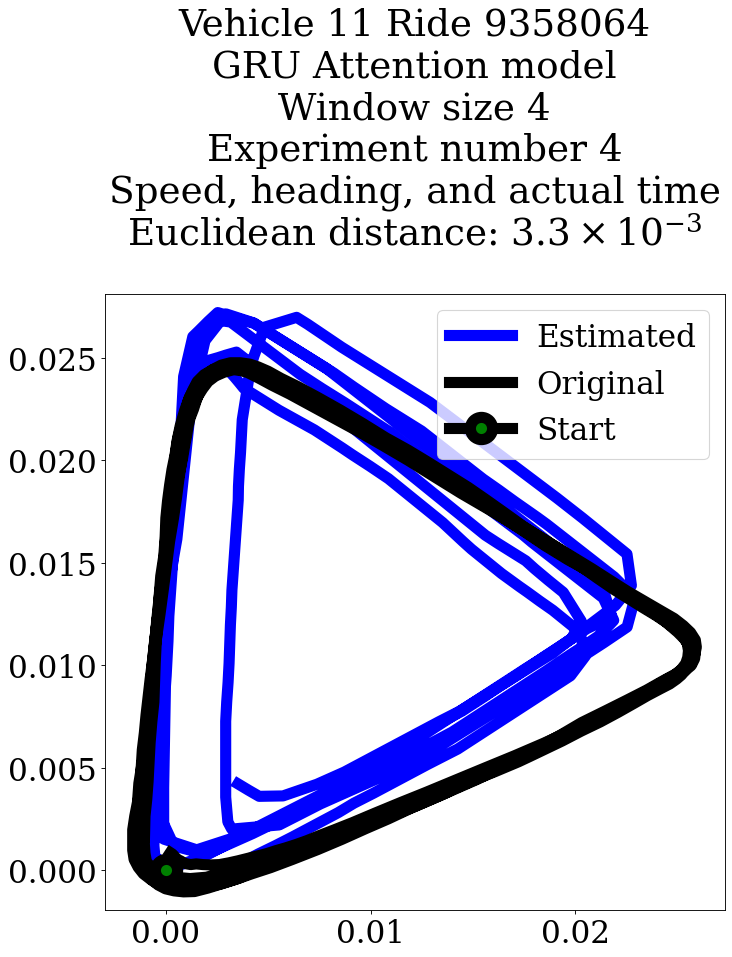 Vehicle 11 Ride 9358064
GRU Attention model
Window size 4
Experiment number 4
Speed, heading, and actual time
Euclidean distance: 3.3 × 10⁻³
Estimated
Original
Start
0.025
0.020
0.015
0.010
0.005
0.000
0.00 0.01 0.02